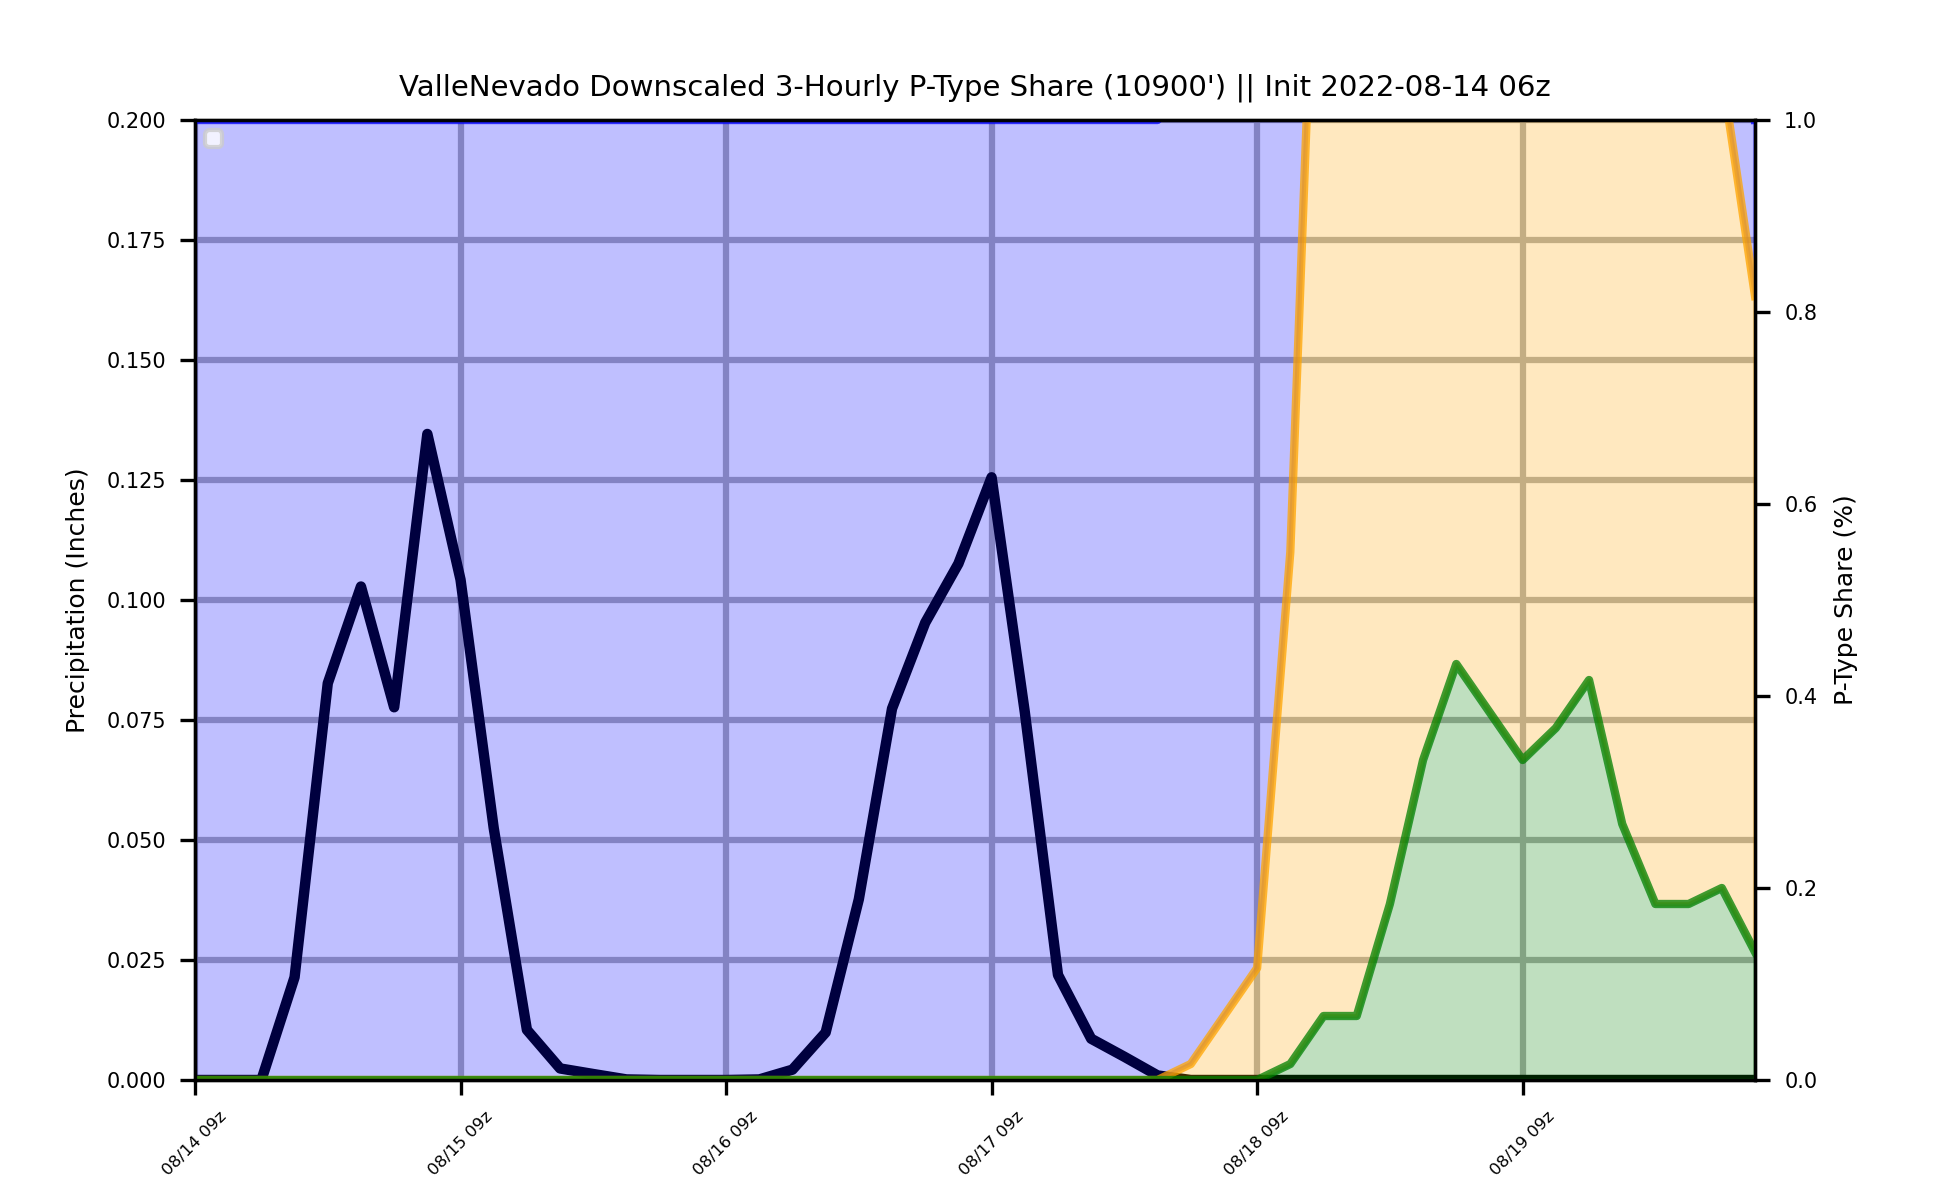 ValleNevado Downscaled 3-Hourly P-Type Share (10900') || Init 2022-08-14 06z
Precipitation (Inches)
0.200
0.175
0.150
0.125
0.100
0.075
0.050
0.025
0.000
1.0
0.8
0.6
0.4
0.2
0.0
P-Type Share (%)
08/14 09z
08/15 09z
08/16 09z
08/17 09z
08/18 09z
08/19 09z